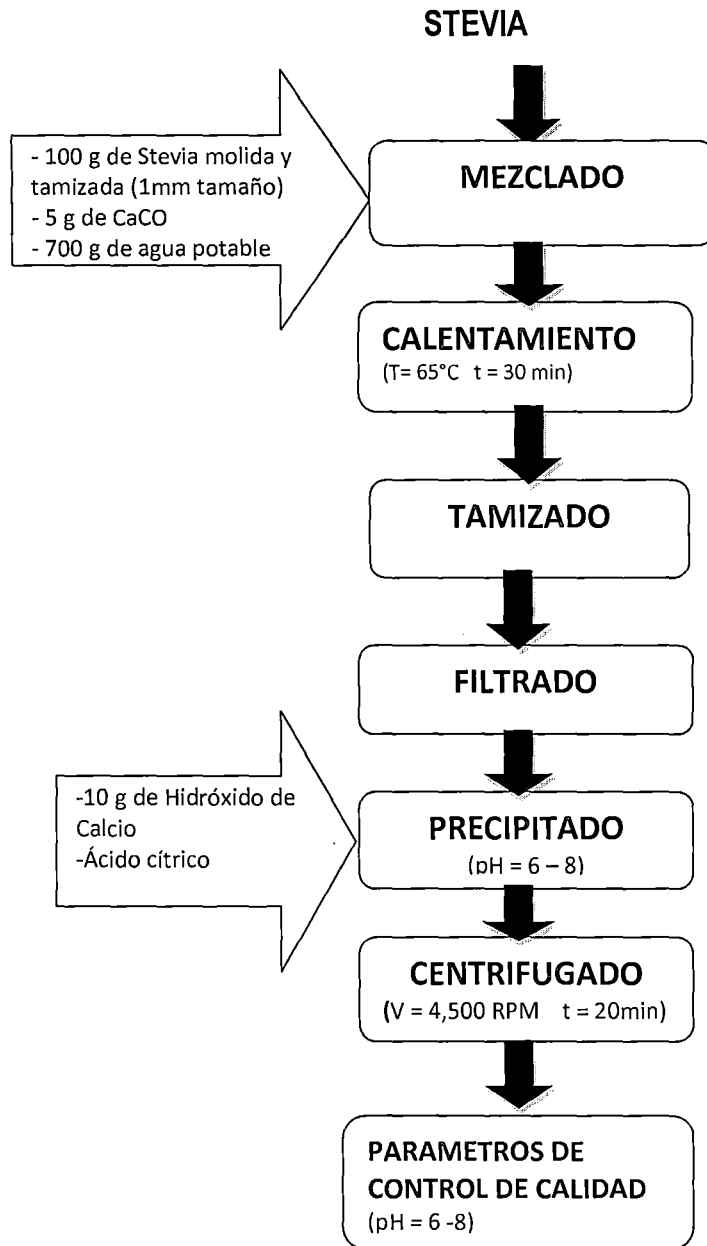 STEVIA
- 100 g de Stevia molida y
tamizada (1mm tamaño)
- 5 g de CaCO
- 700 g de agua potable
MEZCLADO
CALENTAMIENTO
(T= 65°C t = 30 min)
TAMIZADO
FILTRADO
-10 g de Hidróxido de
Calcio
-Ácido cítrico
PRECIPITADO
(pH = 6 – 8)
CENTRIFUGADO
(V = 4,500 RPM t = 20min)
PARAMETROS DE
CONTROL DE CALIDAD
(pH = 6 -8)